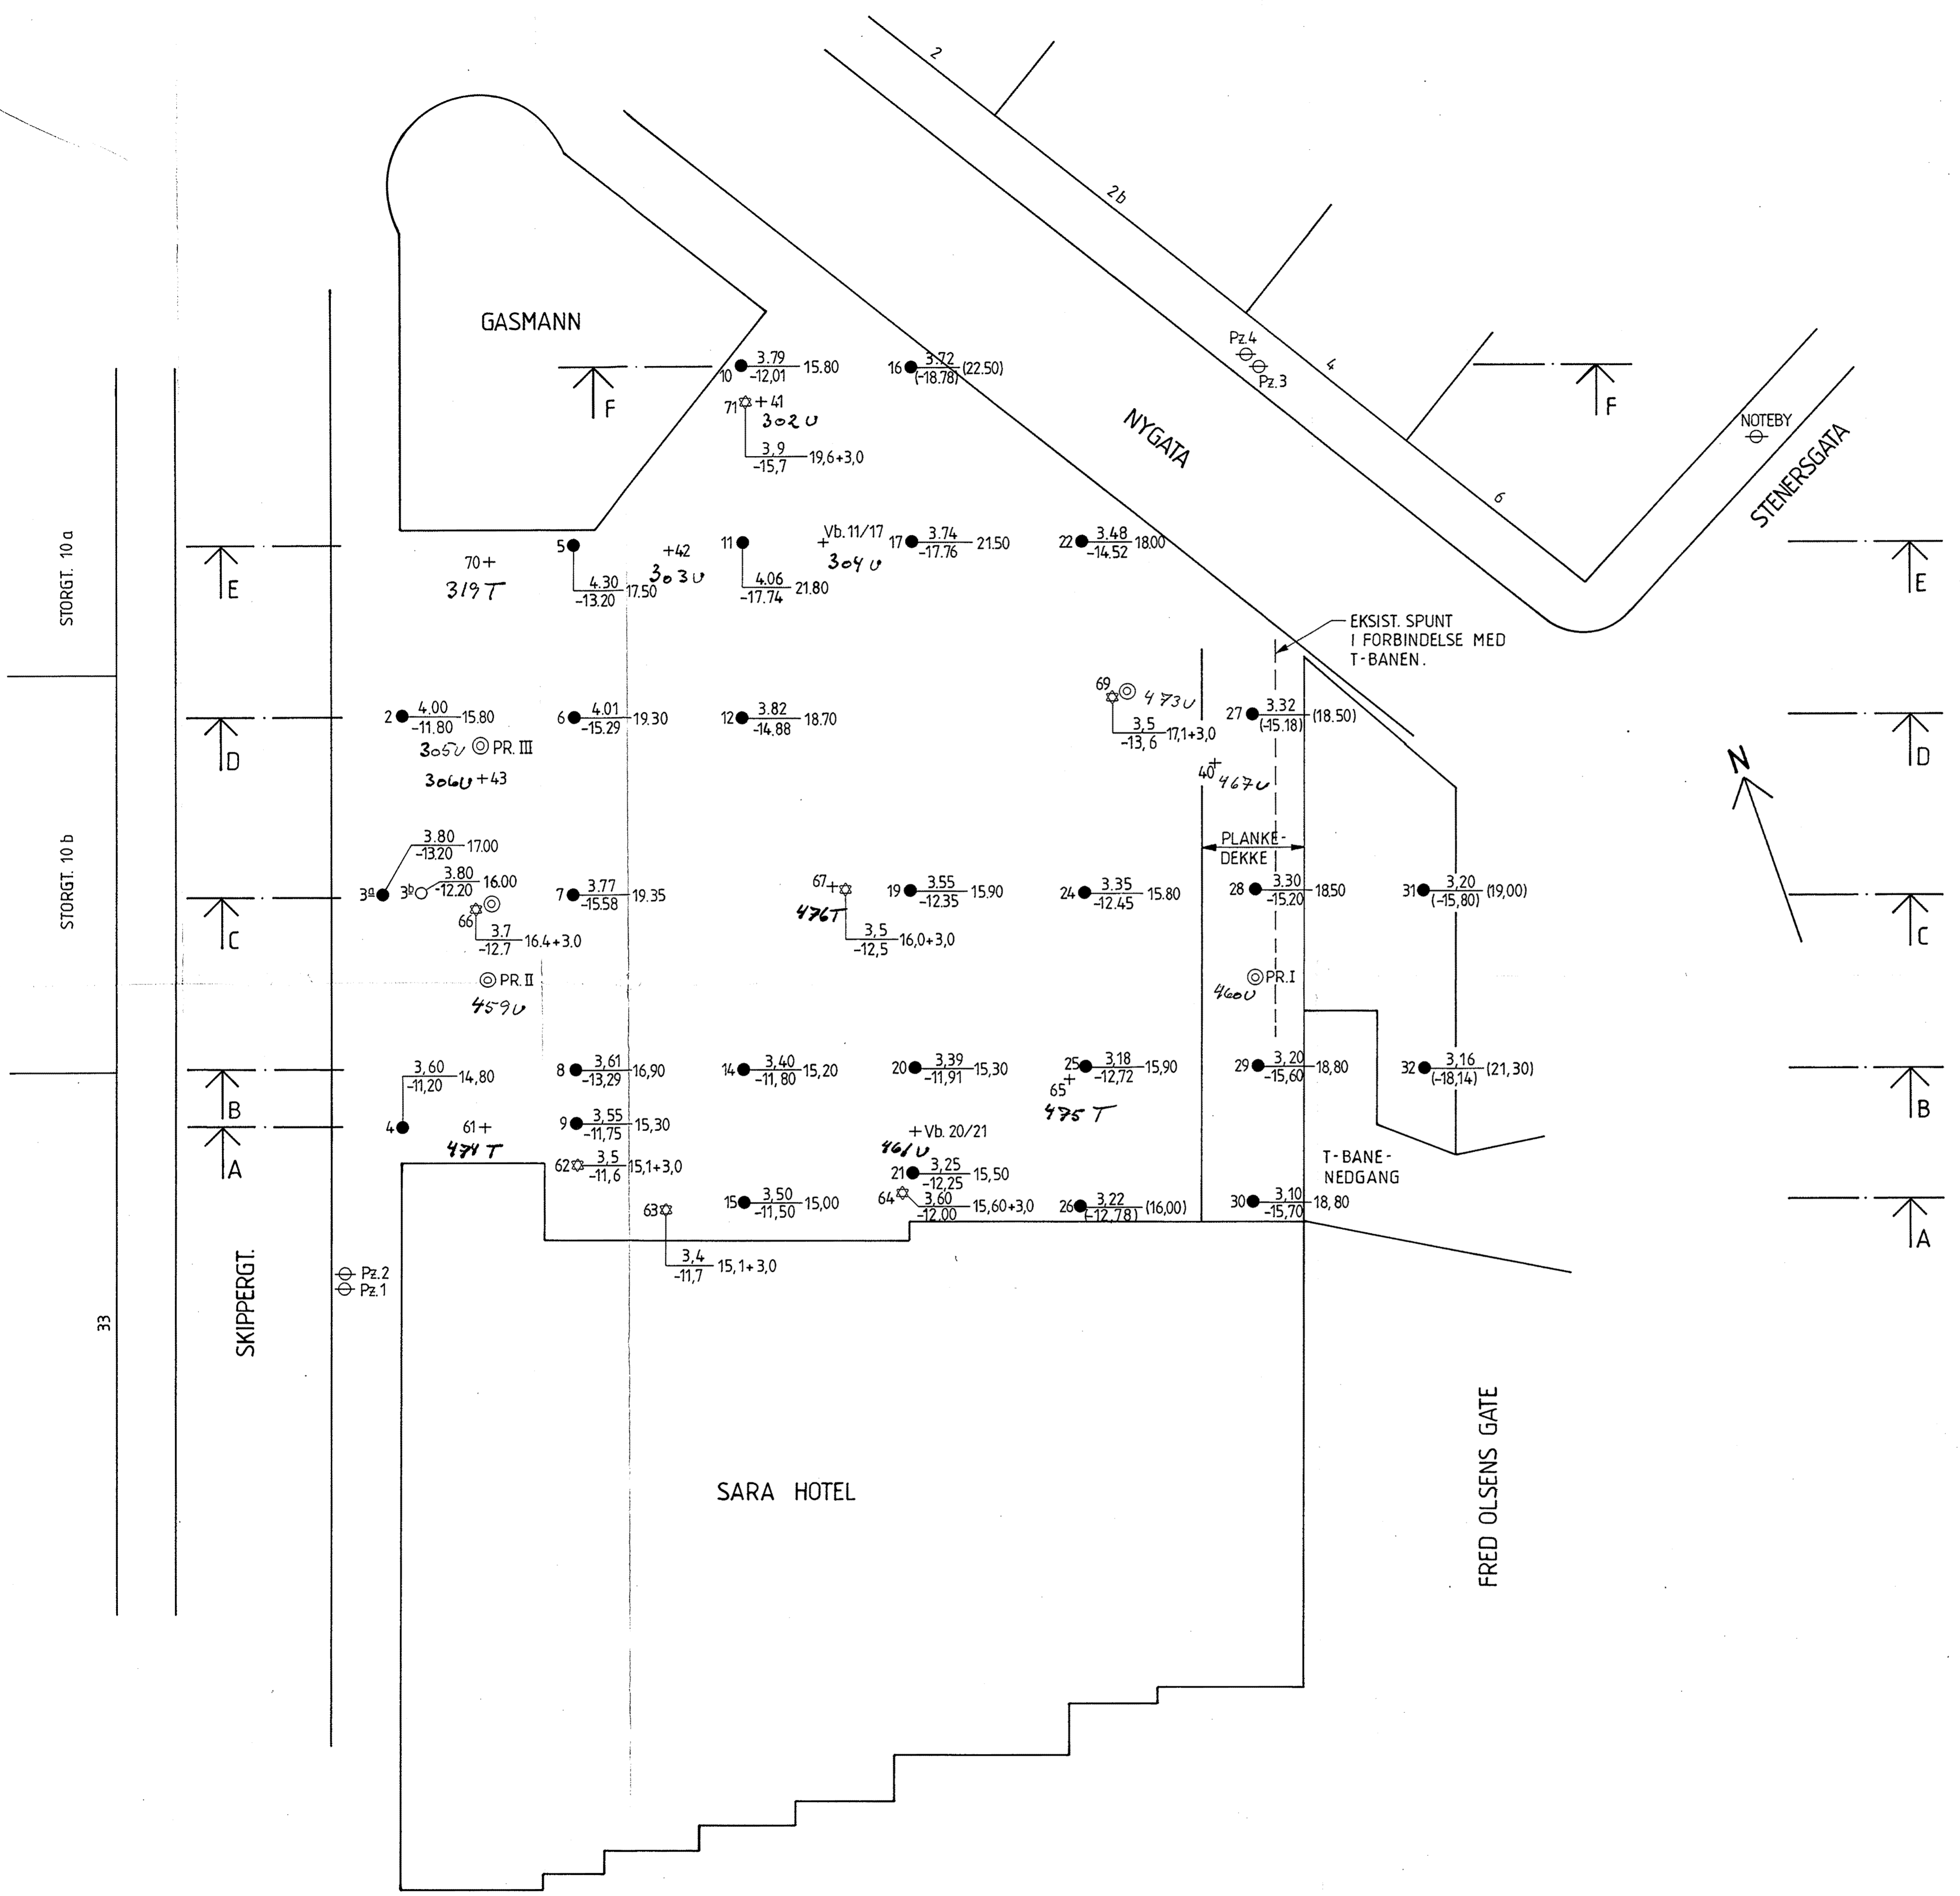 2
2b
GASMANN
Pz.4
Pz.3
4
6
NOTEBY
STENERSGATA
NYGATA
F
F
10 3.79 15.80
-12,01
16 3.72 (22.50)
(-18.78)
71 +41
302U
3,9 19,6+3,0
-15,7
STORGT. 10a
E
E
70+
319T
5
4.30 17.50
-13.20
+42
303U
11
4.06 21.80
-17.74
Vb. 11/17
304U
17 3.74 21.50
-17.76
22 3.48 18.00
-14.52
EKSIST. SPUNT
I FORBINDELSE MED
T-BANEN.
D
D
2 4.00 15.80
-11.80
305U PR. III
306U +43
6 4.01 19.30
-15.29
12 3.82 18.70
-14.88
69 473U
3,5 17,1+3,0
-13,6
27 3.32 (18.50)
(-15.18)
40+ 467U
N
PLANKE-
DEKKE
STORGT. 10b
C
C
3.80 17.00
-13.20
3a
3b 3.80 16.00
-12.20
66
3.7 16.4+3.0
-12.7
7 3.77 19.35
-15.58
67+
476T
3,5 16,0+3,0
-12,5
19 3.55 15.90
-12.35
24 3.35 15.80
-12.45
28 3.30 18.50
-15.20
31 3,20 (19,00)
(-15,80)
PR. II
459U
PR.I
460U
B
B
3,60 14,80
-11,20
4
8 3,61 16,90
-13,29
14 3,40 15,20
-11,80
20 3,39 15,30
-11,91
25 3,18 15,90
-12,72
65+
475T
29 3,20 18,80
-15,60
32 3,16 (21,30)
(-18,14)
A
A
61+
474T
9 3,55 15,30
-11,75
62 3,5 15,1+3,0
-11,6
+Vb. 20/21
461U
21 3,25 15,50
-12,25
64 3,60 15,60+3,0
-12.00
15 3,50 15,00
-11,50
63
3,4 15,1+3,0
-11,7
26 3,22 (16,00)
(-12,78)
30 3,10 18,80
-15,70
T-BANE-
NEDGANG
Pz.2
Pz.1
33
SKIPPERGT.
SARA HOTEL
FRED OLSENS GATE